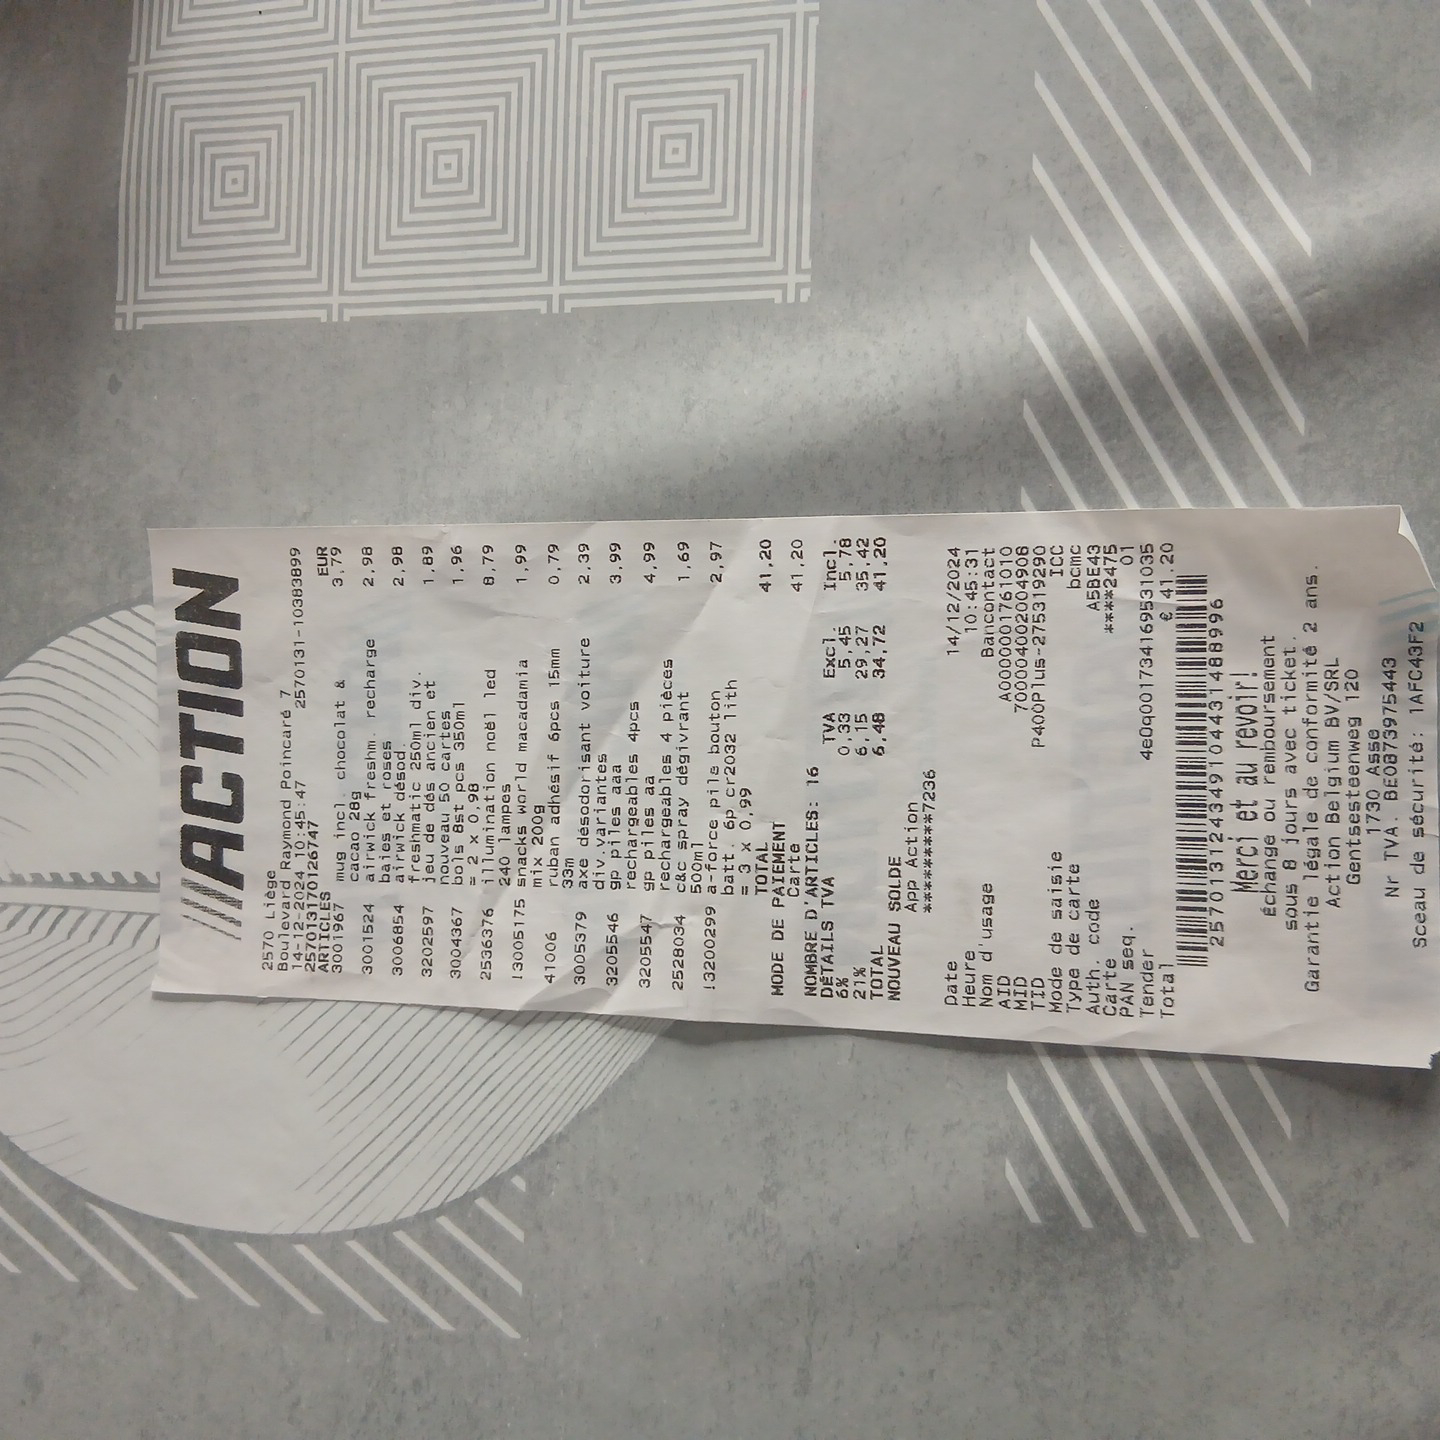 ///ACTION
2570 Liège
Boulevard Raymond Poincaré 7
14-12-2024 10:45:47 2570131-10383899
257013170126747
ARTICLES EUR
3001967 mug incl. chocolat & 3,79
cacao 28g
3001524 airwick freshm. recharge 2,98
baies et roses
3006854 airwick désod. 2,98
freshmatic 250ml div.
3202597 jeu de dés ancien et 1,89
nouveau 50 cartes
3004367 bols 8st pcs 350ml 1,96
= 2 x 0,98
2536376 illumination noël led 8,79
240 lampes
13005175 snacks world macadamia 1,99
mix 200g
41006 ruban adhésif 6pcs 15mm 0,79
33m
3005379 axe désodorisant voiture 2,39
div.variantes
3205546 gp piles aaa 3,99
rechargeables 4pcs
3205547 gp piles aa 4,99
rechargeables 4 pièces
2528034 c&c spray dégivrant 1,69
500ml
13200299 a-force pile bouton 2,97
batt. 6p cr2032 lith
= 3 x 0,99
TOTAL 41,20
MODE DE PAIEMENT
Carte 41,20
NOMBRE D'ARTICLES: 16
DÉTAILS TVA TVA Excl. Incl.
6% 0,33 5,45 5,78
21% 6,15 29,27 35,42
TOTAL 6,48 34,72 41,20
NOUVEAU SOLDE
App Action
*********7236
Date 14/12/2024
Heure 10:45:31
Nom d'usage Bancontact
AID A0000001761010
MID 700004002004908
TID P400Plus-275319290
Mode de saisie ICC
Type de carte bcmc
Auth. code A5BE43
Carte ****2475
PAN seq. 01
Tender 4e0q001734169531035
Total € 41.20
2570131243491044314889​96
Merci et au revoir!
Échange ou remboursement
sous 8 jours avec ticket.
Garantie légale de conformité 2 ans.
Action Belgium BV/SRL
Gentsesteenweg 120
1730 Asse
Nr TVA. BE0873975443
Sceau de sécurité: 1AFC43F2